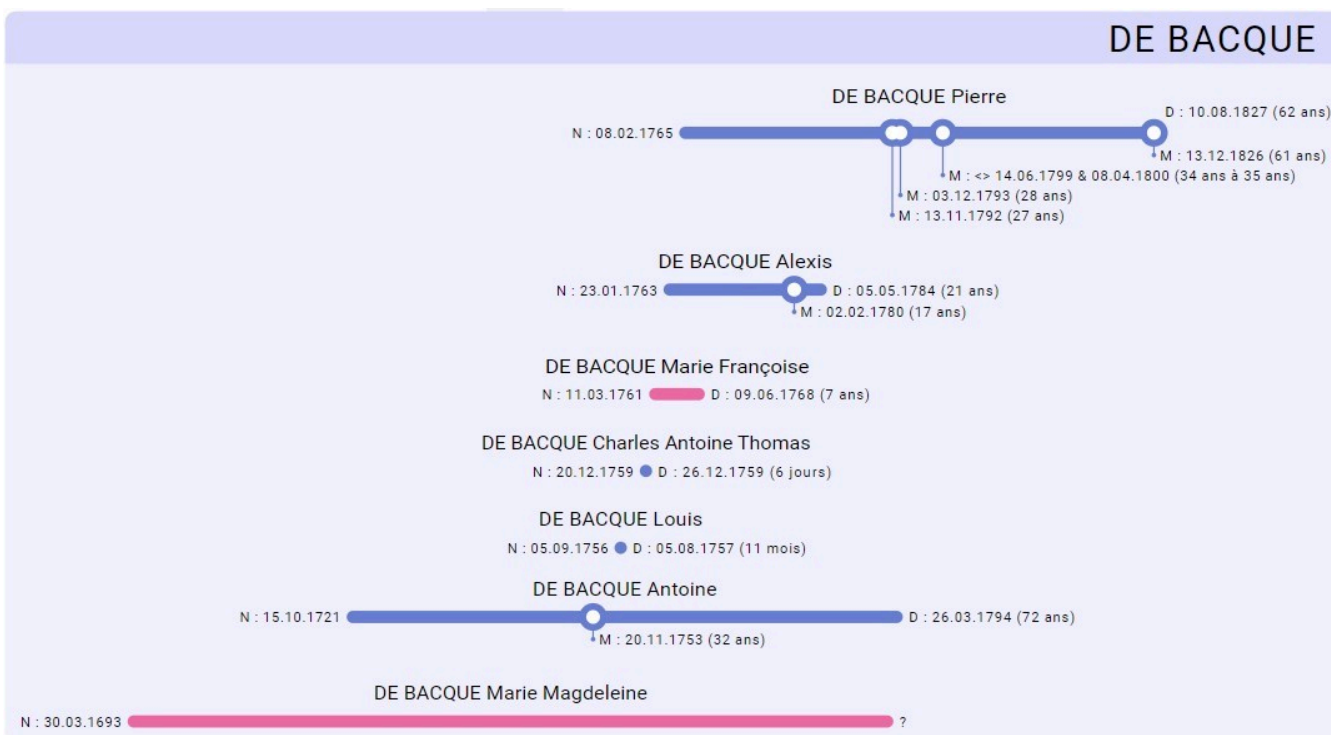 DE BACQUE
DE BACQUE Pierre
D : 10.08.1827 (62 ans)
N : 08.02.1765
M : 13.12.1826 (61 ans)
M : <> 14.06.1799 & 08.04.1800 (34 ans à 35 ans)
M : 03.12.1793 (28 ans)
M : 13.11.1792 (27 ans)
DE BACQUE Alexis
N : 23.01.1763 D : 05.05.1784 (21 ans)
M : 02.02.1780 (17 ans)
DE BACQUE Marie Françoise
N : 11.03.1761 D : 09.06.1768 (7 ans)
DE BACQUE Charles Antoine Thomas
N : 20.12.1759 D : 26.12.1759 (6 jours)
DE BACQUE Louis
N : 05.09.1756 D : 05.08.1757 (11 mois)
DE BACQUE Antoine
N : 15.10.1721 D : 26.03.1794 (72 ans)
M : 20.11.1753 (32 ans)
DE BACQUE Marie Magdeleine
N : 30.03.1693 ?